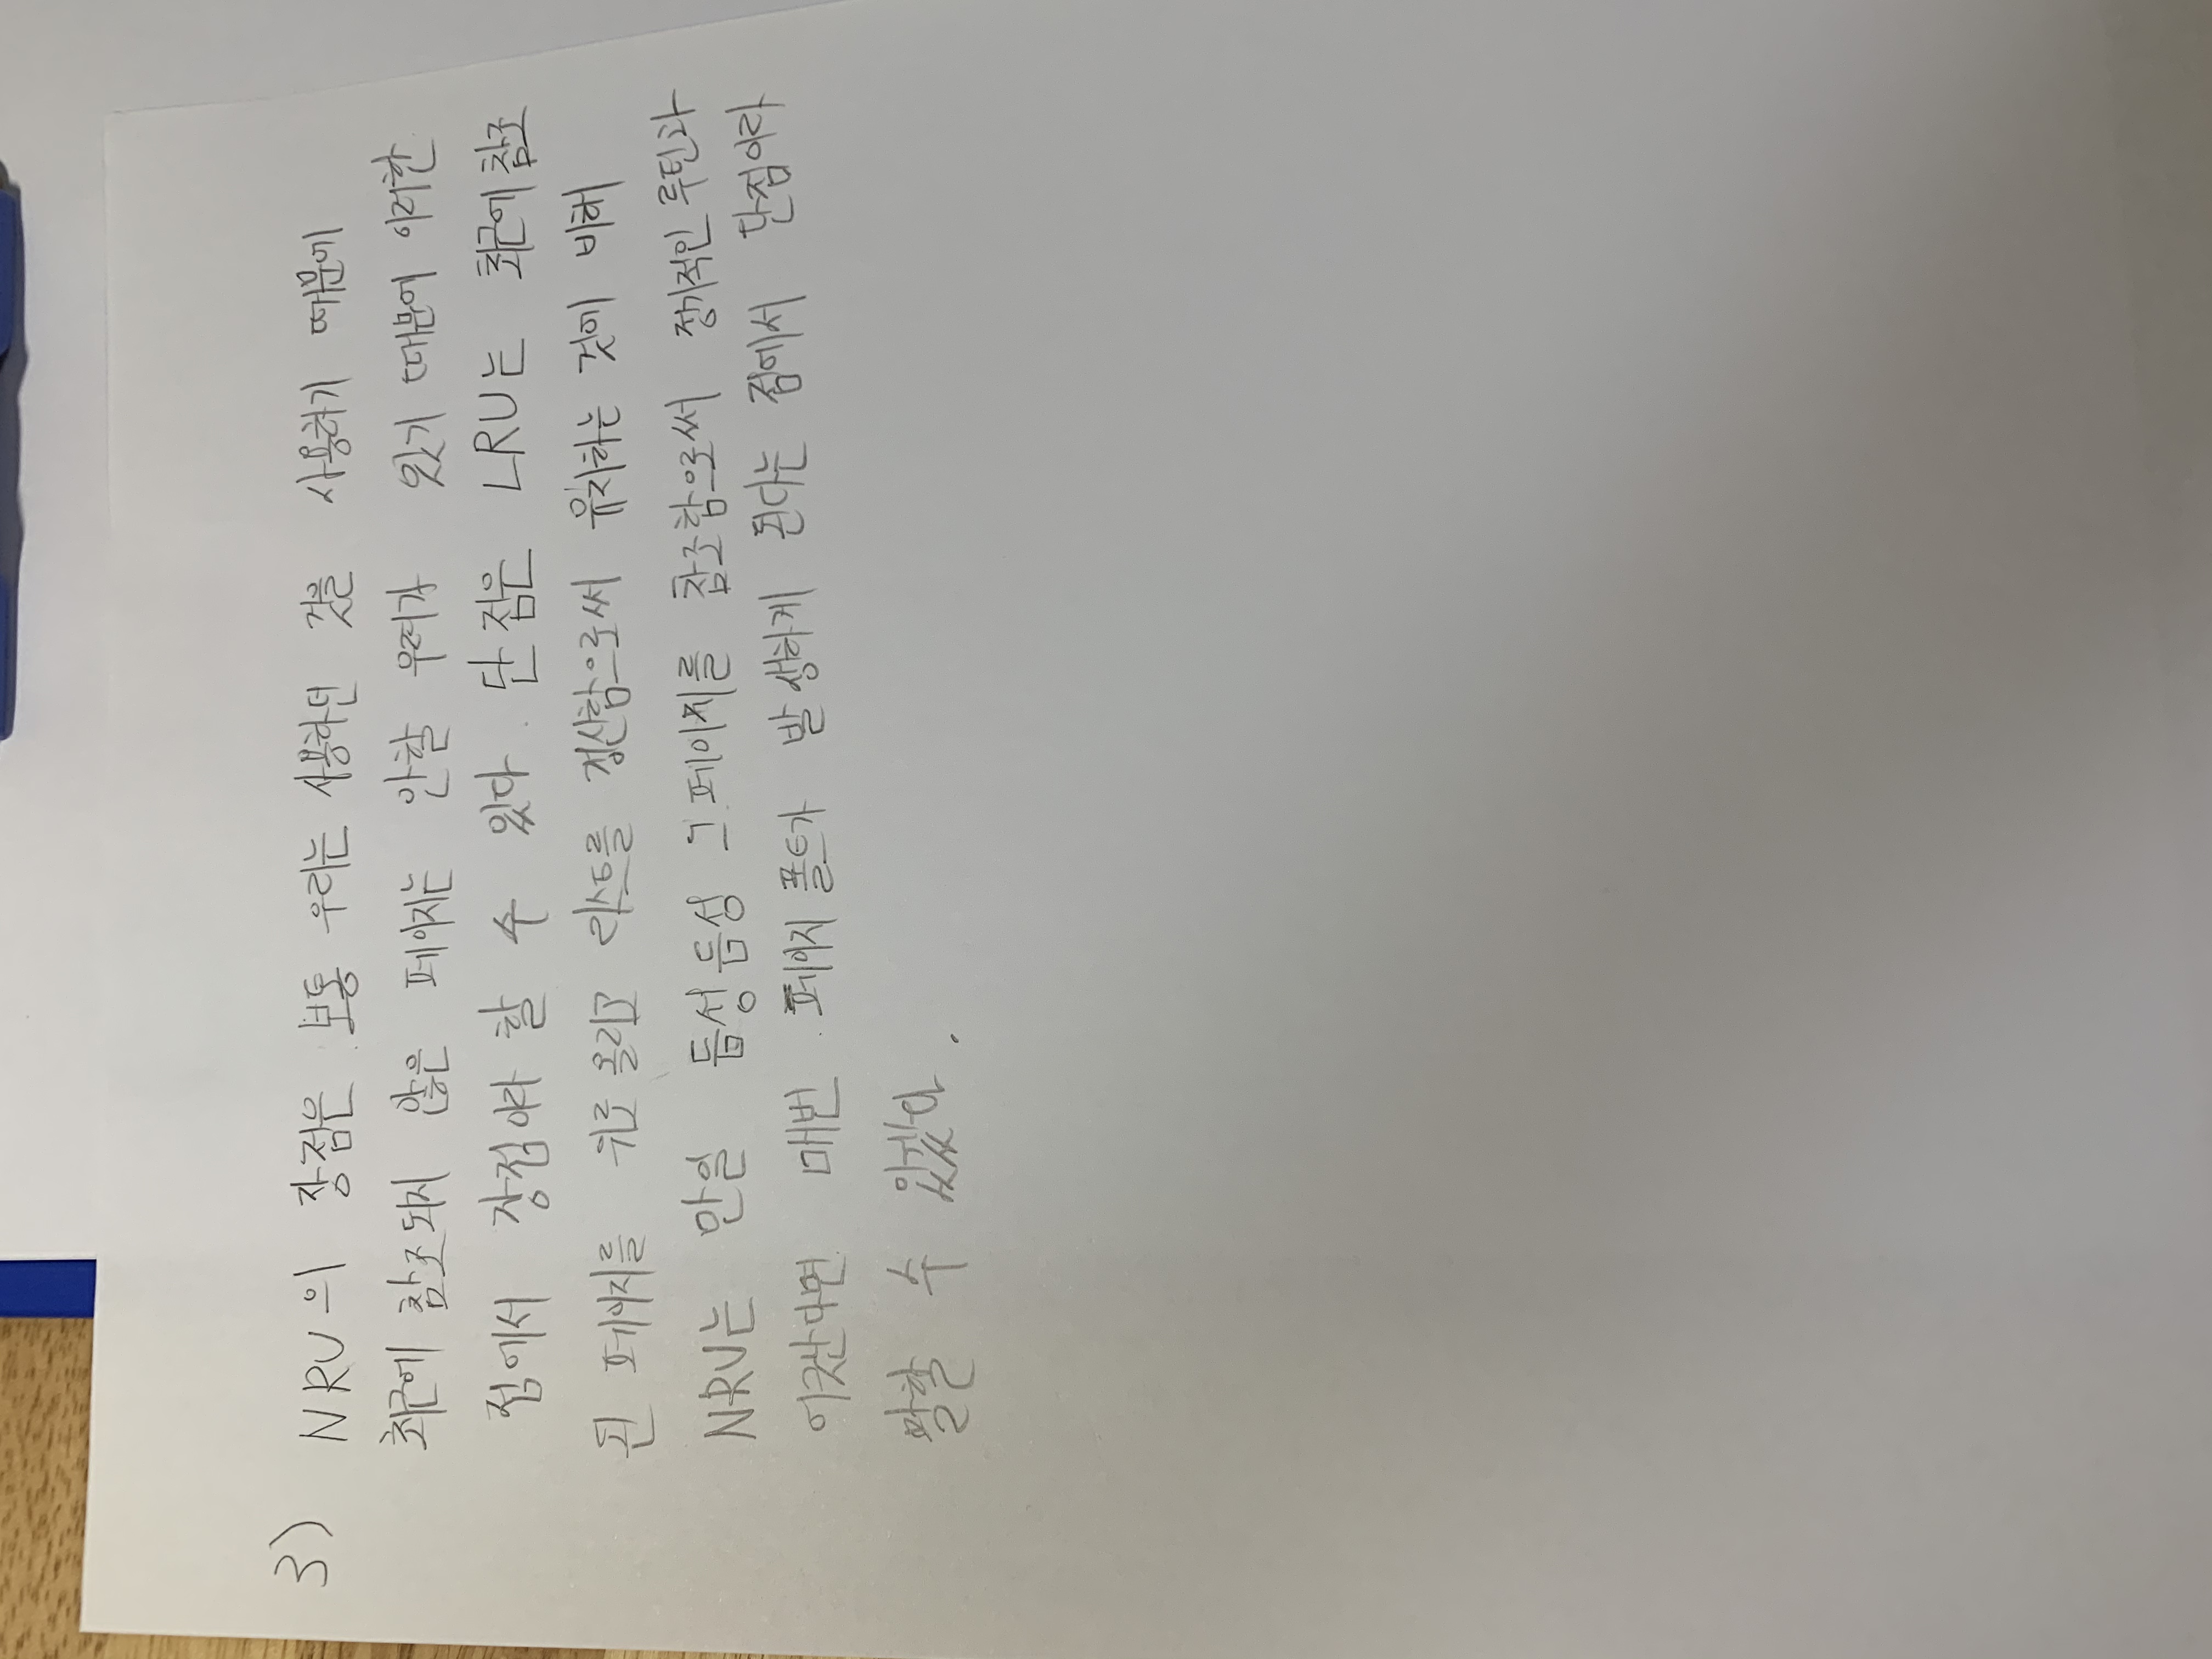 3) NRU의 장점은 보통 우리는 사용하던 것을 사용하기 때문에
최근에 참조되지 않은 페이지는 안할 우려가 있기 때문에 이러한
점에서 장점이라 할 수 있다. 단점은 LRU는 최근에 참조
된 페이지를 위로 올리고 리스트를 갱신함으로써 유지하는 것에 비해
NRU는 만일 듬성듬성 그 페이지를 참조함으로써 정기적인 루틴과
어긋난다면 매번 페이지 폴트가 발생하게 된다는 점에서 단점이라
말할 수 있겠다.